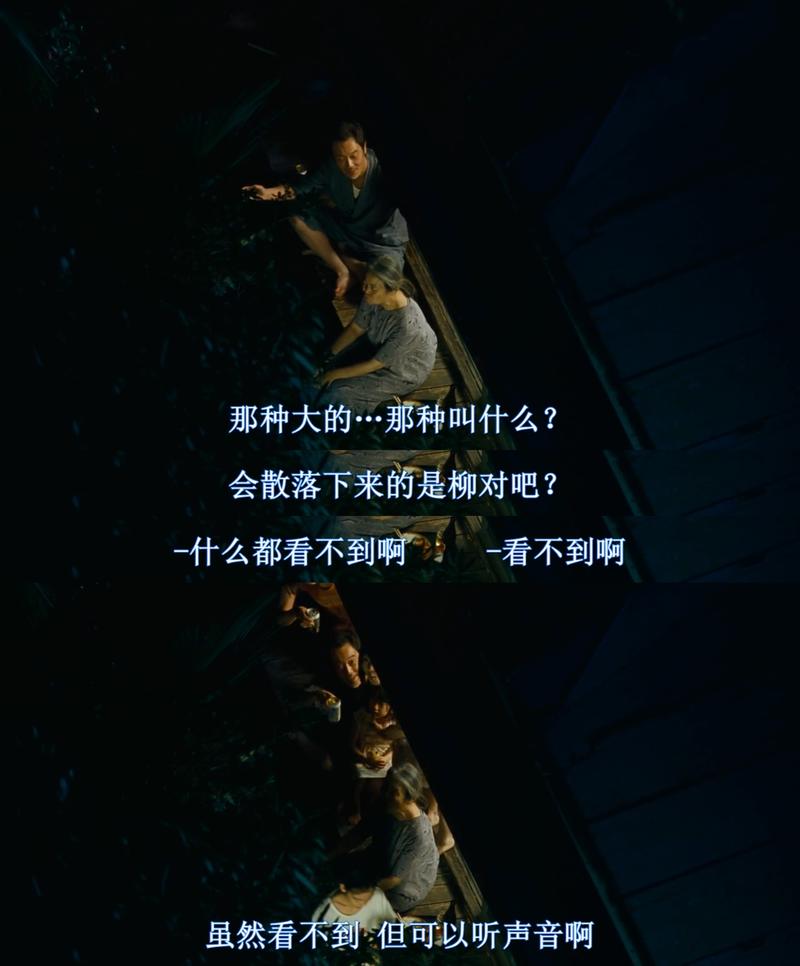 那种大的…那种叫什么？
会散落下来的是柳对吧？
-什么都看不到啊 -看不到啊
虽然看不到 但可以听声音啊